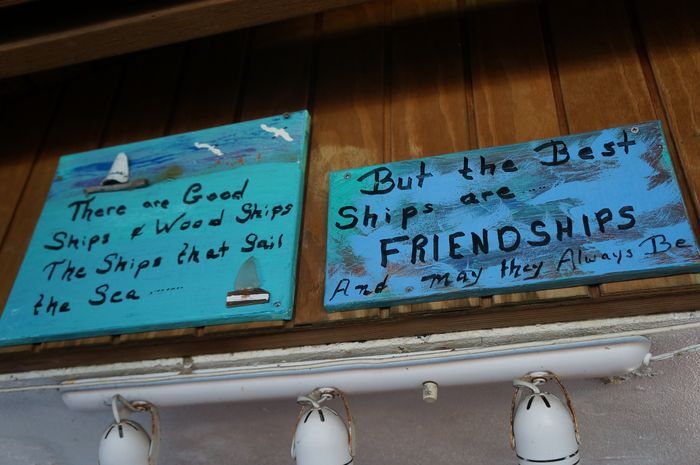 There are Good
Ships & Wood Ships
The Ships that Sail
the Sea ......
But the Best
Ships are ....
FRIENDSHIPS
And may they Always Be